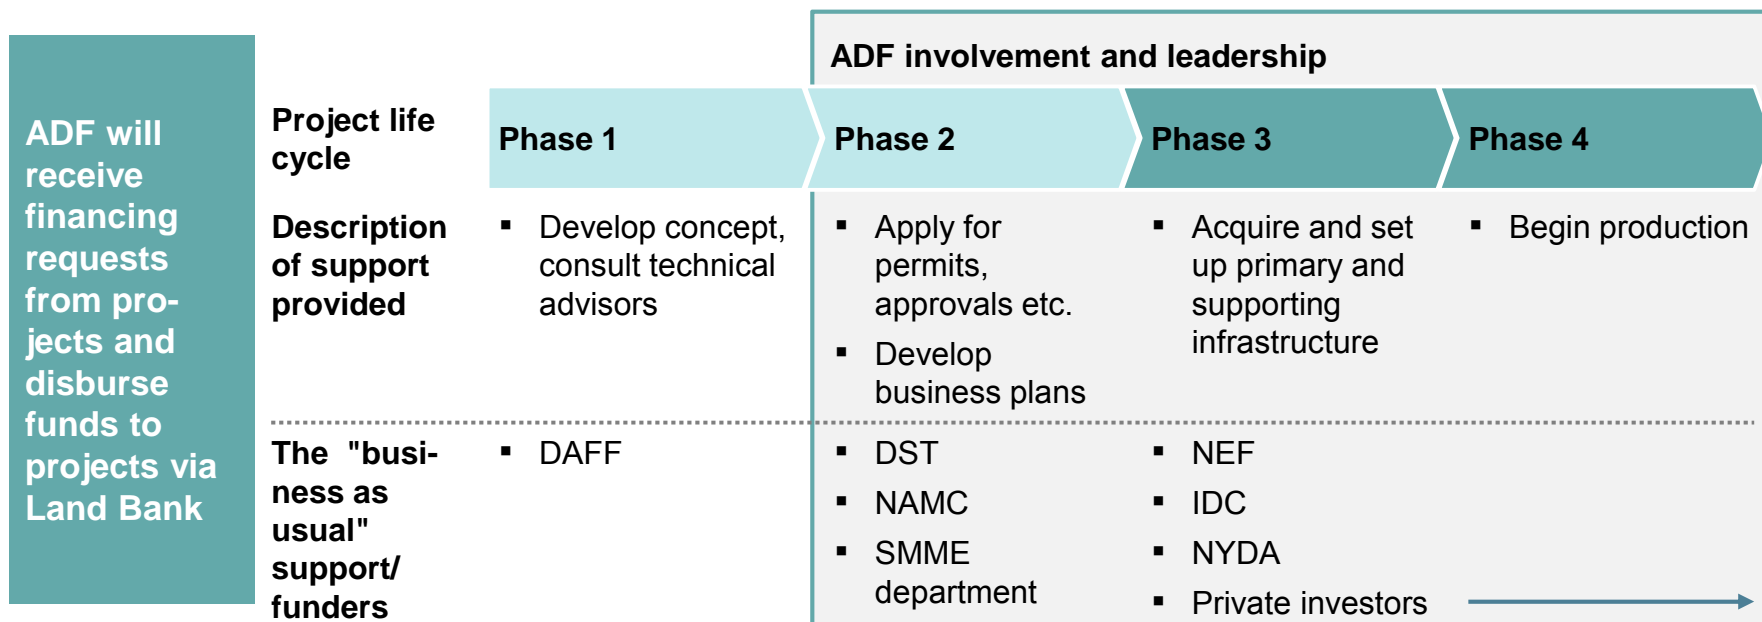 ADF will
receive
financing
requests
from pro-
jects and
disburse
funds to
projects via
Land Bank
ADF involvement and leadership
Project life
cycle
Phase 1
Phase 2
Phase 3
Phase 4
Description
of support
provided
▪ Develop concept,
consult technical
advisors
▪ Apply for
permits,
approvals etc.
▪ Develop
business plans
▪ Acquire and set
up primary and
supporting
infrastructure
▪ Begin production
The "busi-
ness as
usual"
support/
funders
▪ DAFF
▪ DST
▪ NAMC
▪ SMME
department
▪ NEF
▪ IDC
▪ NYDA
▪ Private investors